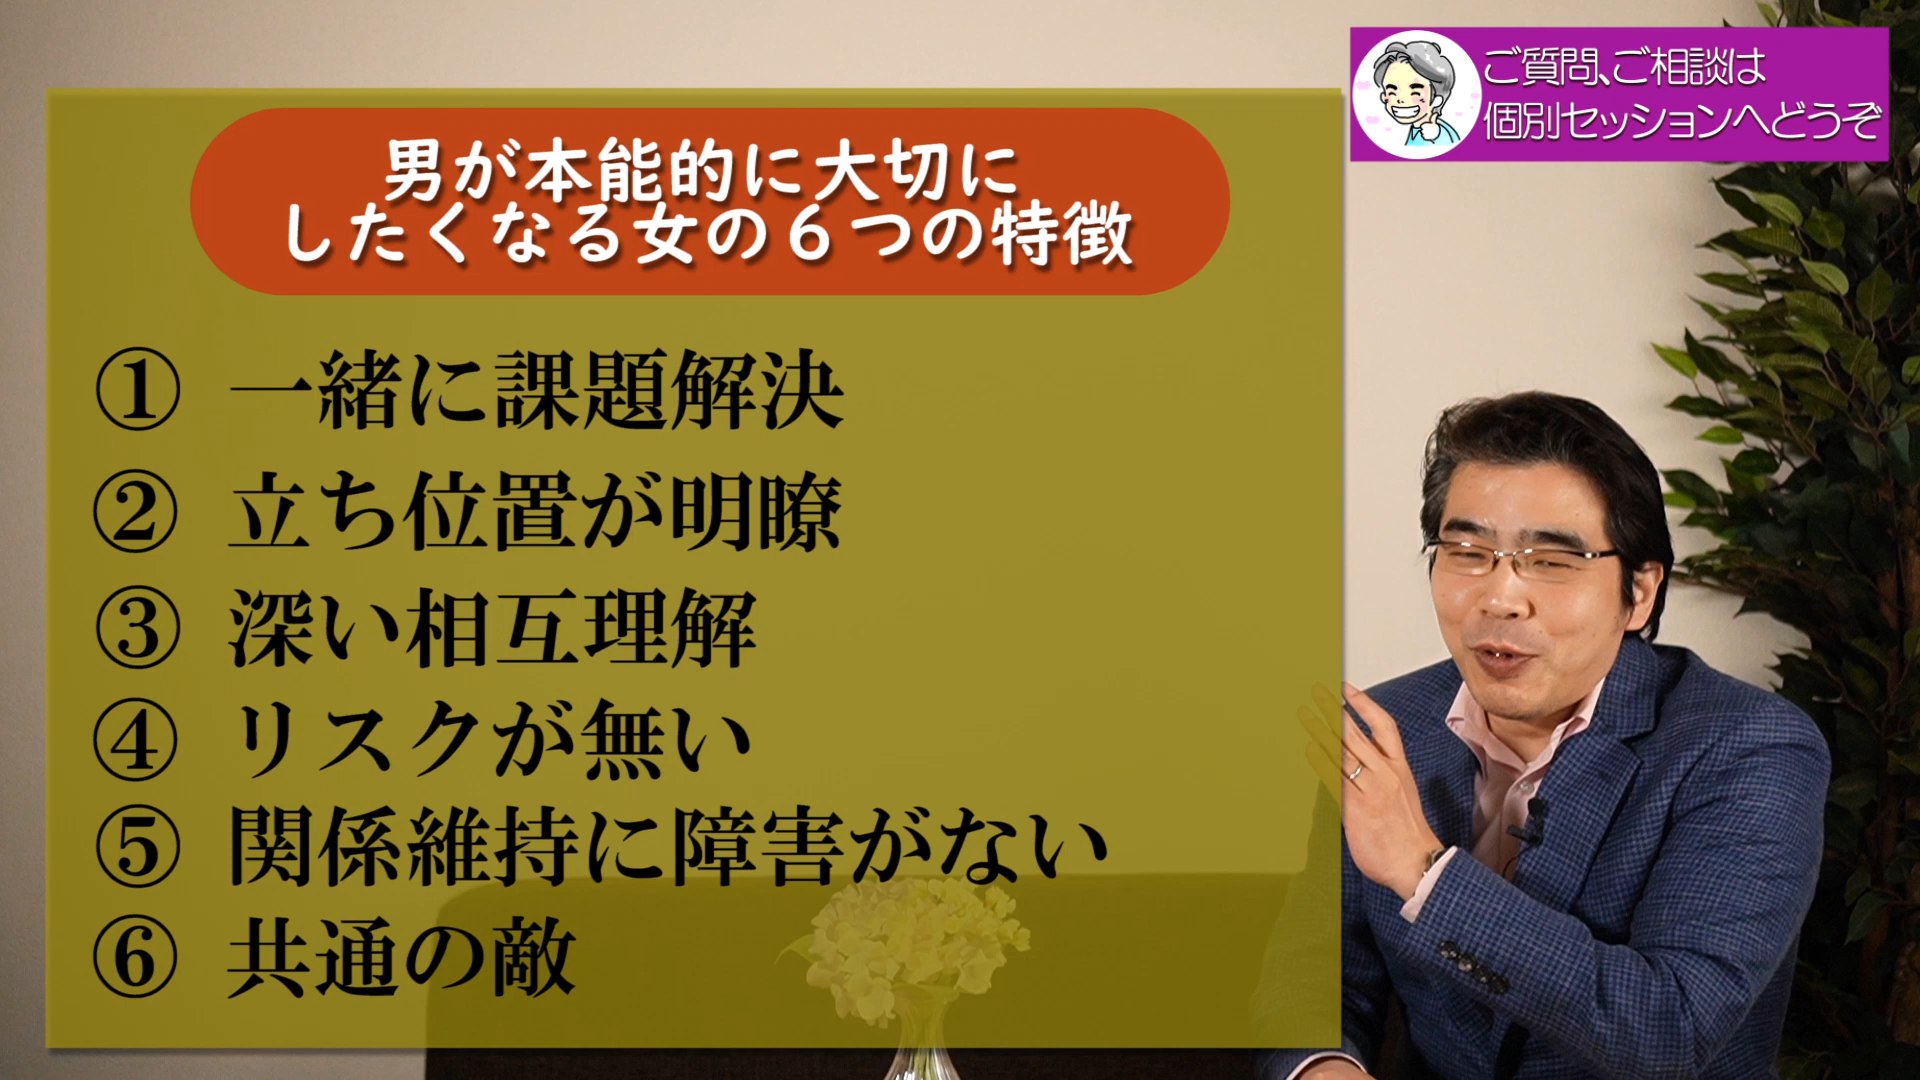 ご質問、ご相談は
個別セッションへどうぞ
男が本能的に大切に
したくなる女の６つの特徴
① 一緒に課題解決
② 立ち位置が明瞭
③ 深い相互理解
④ リスクが無い
⑤ 関係維持に障害がない
⑥ 共通の敵